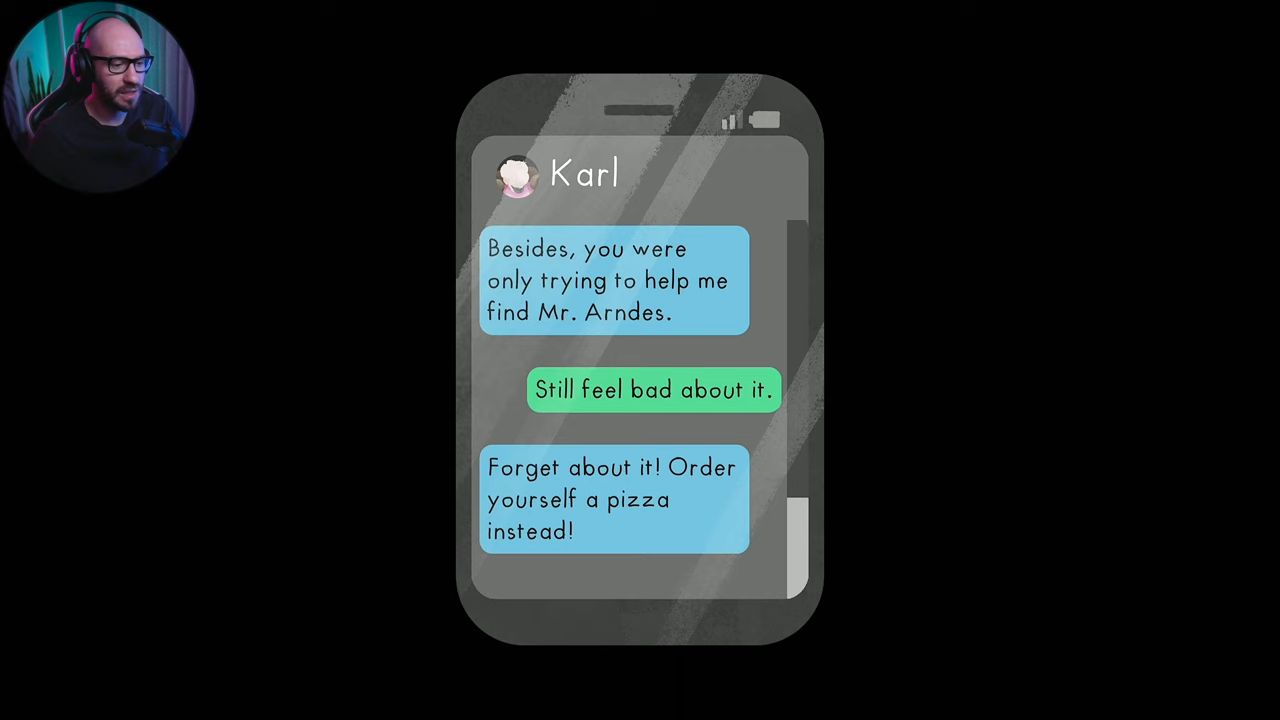 Karl
Besides, you were
only trying to help me
find Mr. Arndes.
Still feel bad about it.
Forget about it! Order
yourself a pizza
instead!